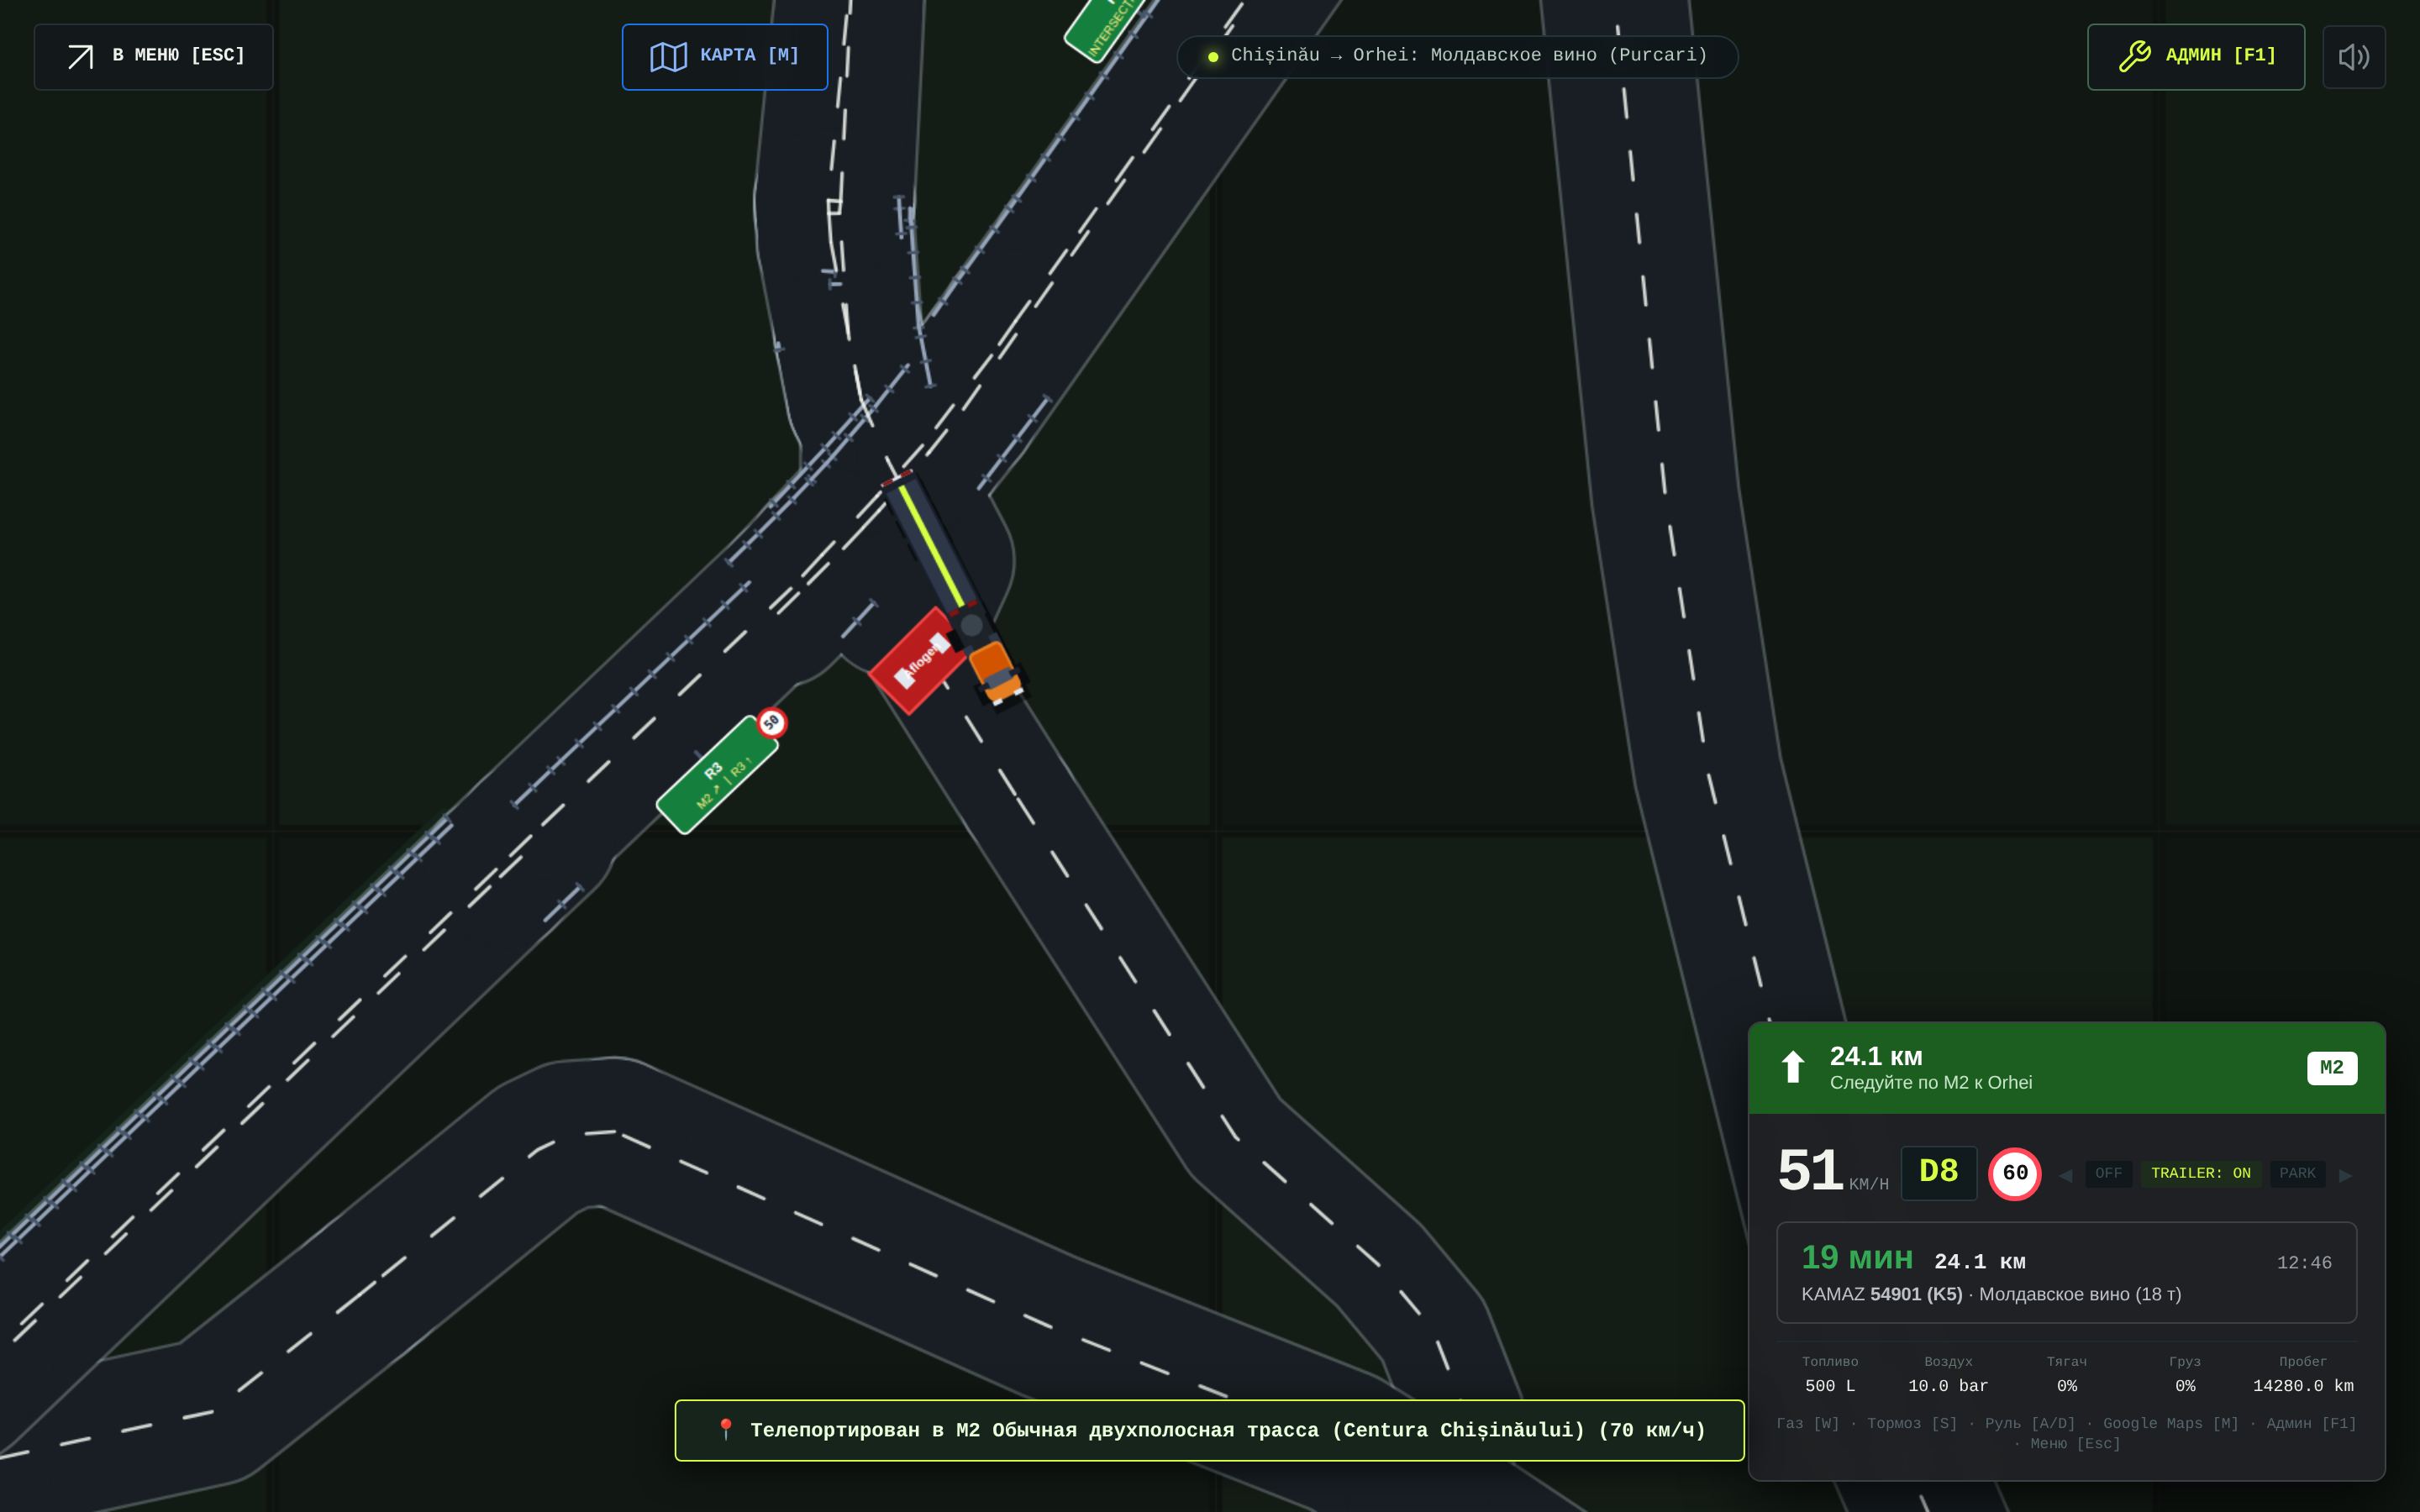 В МЕНЮ [ESC]
КАРТА [M]
Chișinău → Orhei: Молдавское вино (Purcari)
АДМИН [F1]
50
R3
M2 ↗ | R3 ↑
24.1 км
Следуйте по M2 к Orhei
M2
51 KM/H
D8
60
◀ OFF TRAILER: ON PARK ▶
19 мин 24.1 км 12:46
KAMAZ 54901 (K5) · Молдавское вино (18 т)
Топливо Воздух Тягач Груз Пробег
500 L 10.0 bar 0% 0% 14280.0 km
Газ [W] · Тормоз [S] · Руль [A/D] · Google Maps [M] · Админ [F1]
· Меню [Esc]
📍 Телепортирован в M2 Обычная двухполосная трасса (Centura Chișinăului) (70 км/ч)